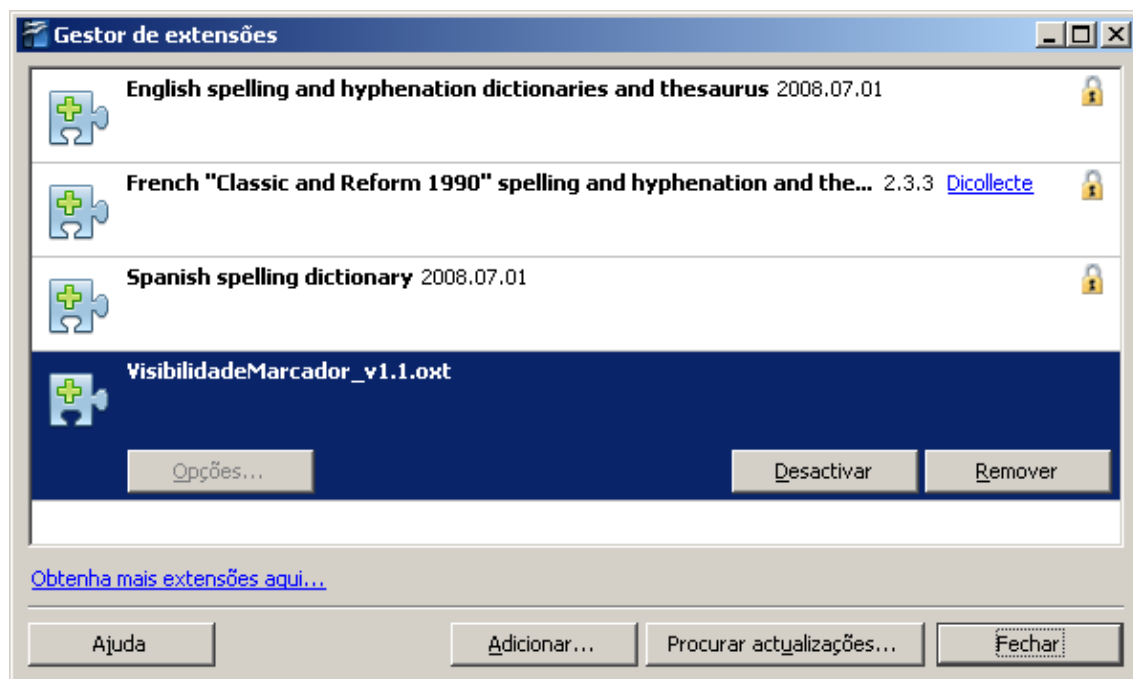 Gestor de extensões
English spelling and hyphenation dictionaries and thesaurus 2008.07.01
French "Classic and Reform 1990" spelling and hyphenation and the... 2.3.3 Dicollecte
Spanish spelling dictionary 2008.07.01
VisibilidadeMarcador_v1.1.oxt
Opções... Desactivar Remover
Obtenha mais extensões aqui...
Ajuda Adicionar... Procurar actualizações... Fechar